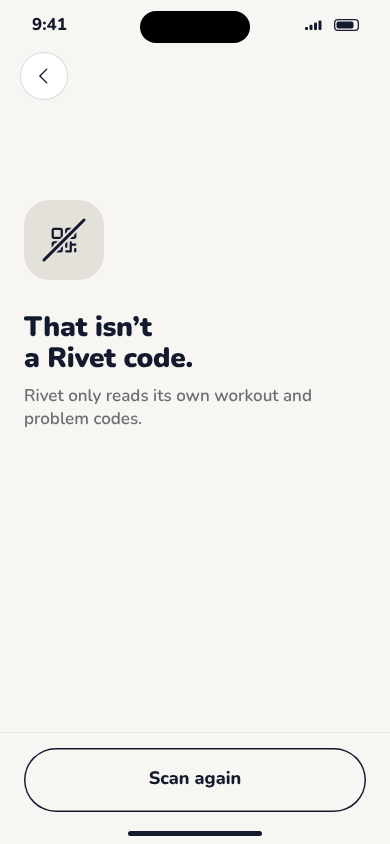 9:41
That isn’t
a Rivet code.
Rivet only reads its own workout and
problem codes.
Scan again